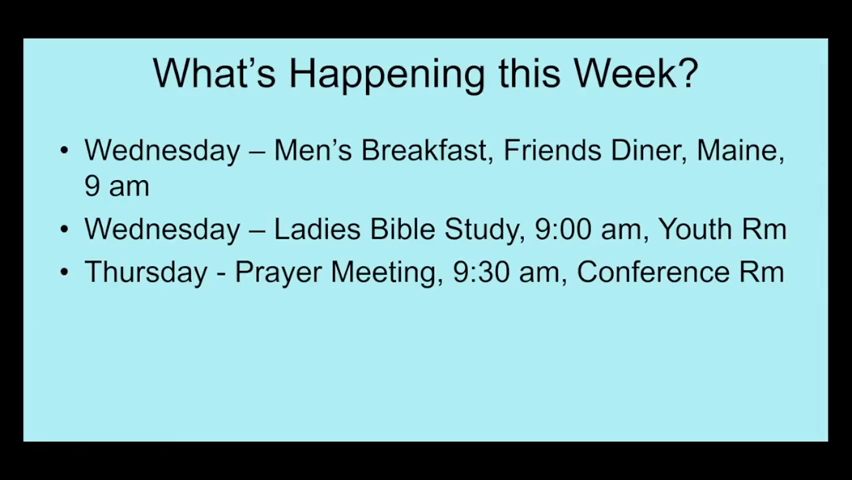 What’s Happening this Week?
• Wednesday – Men’s Breakfast, Friends Diner, Maine,
9 am
• Wednesday – Ladies Bible Study, 9:00 am, Youth Rm
• Thursday - Prayer Meeting, 9:30 am, Conference Rm